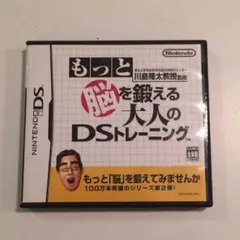 Nintendo
東北大学未来科学技術共同研究センター
川島隆太教授監修
もっと
脳を鍛える
大人の
DSトレーニング
もっと「脳」を鍛えてみませんか
100万本突破のシリーズ第2弾!
NINTENDO DS